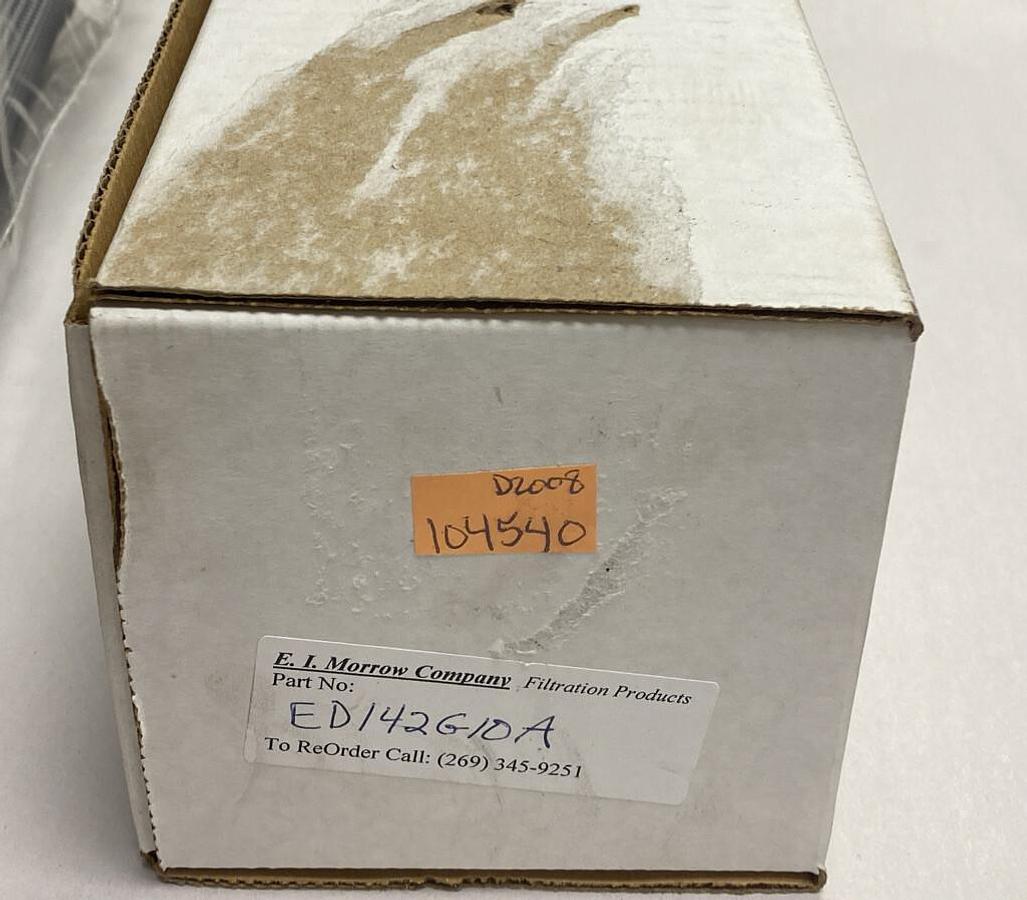 D2008
104540
E. I. Morrow Company Filtration Products
Part No:
ED142G10A
To ReOrder Call: (269) 345-9251